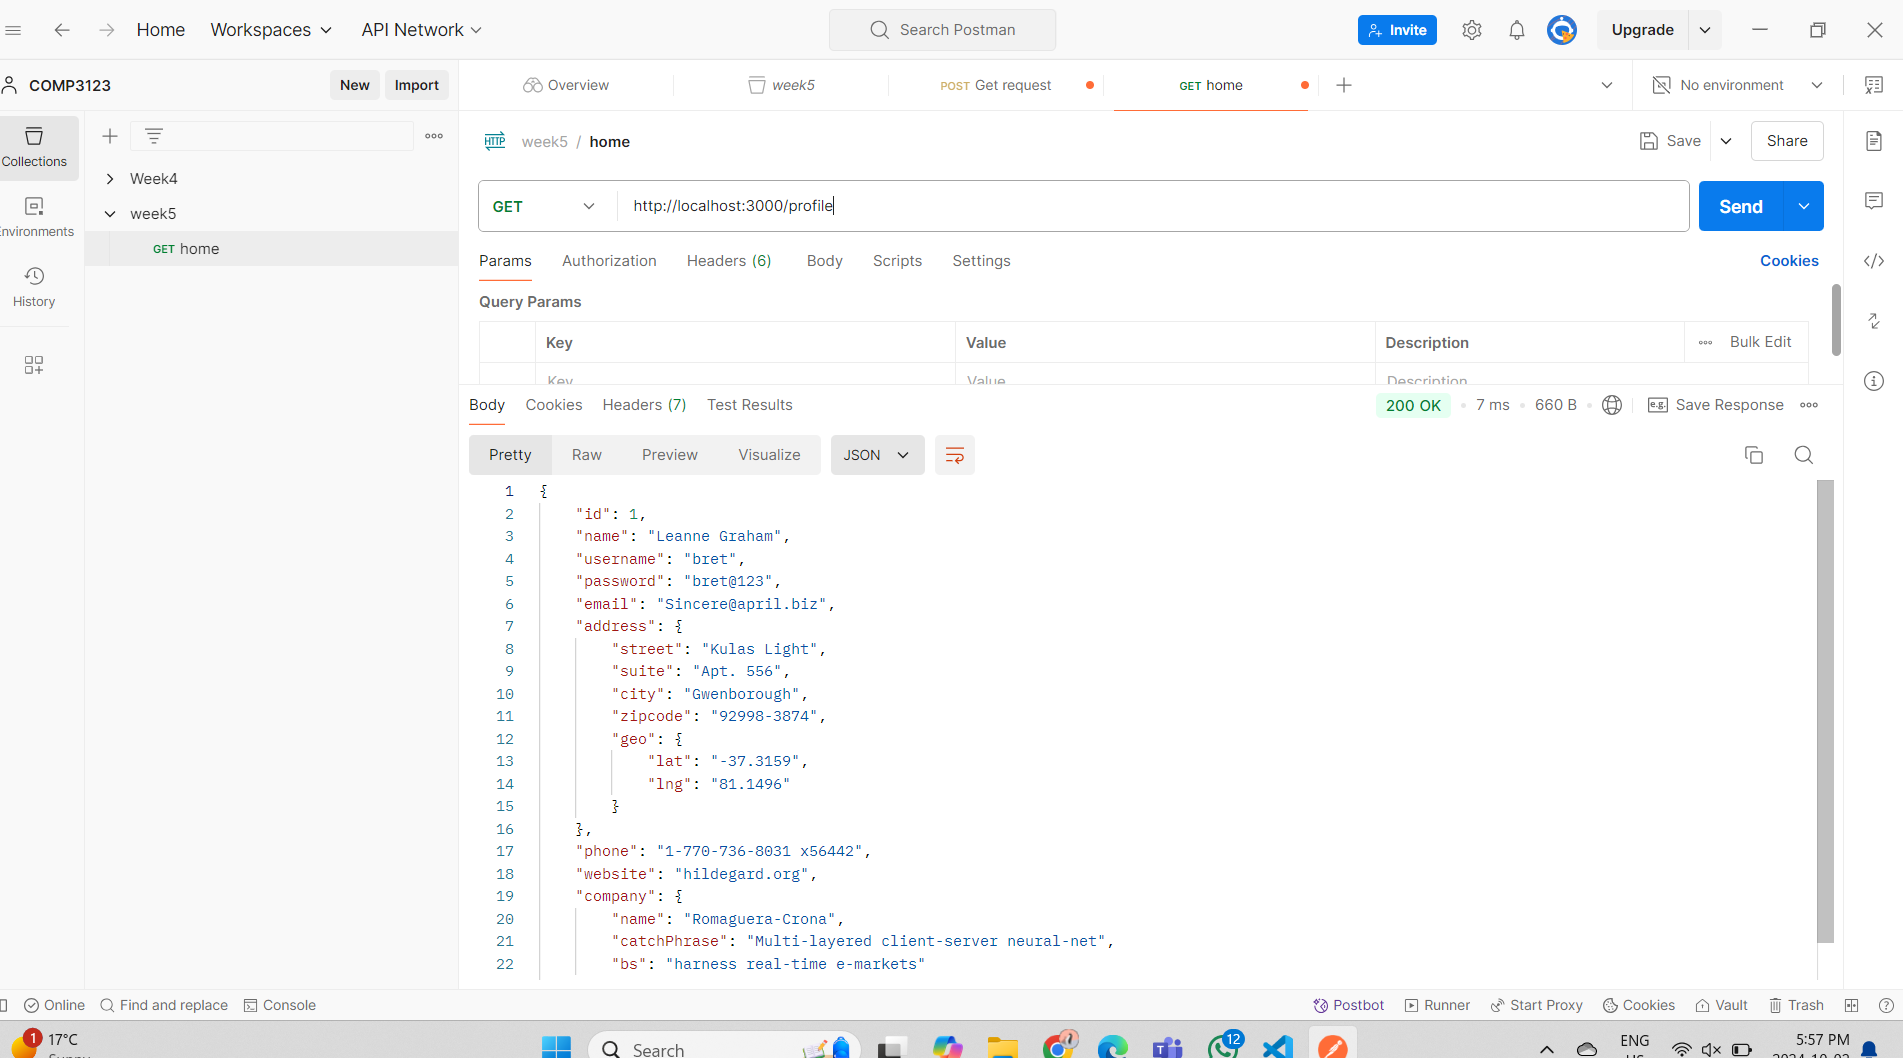 Home Workspaces API Network Search Postman Invite Upgrade
COMP3123 New Import Overview week5 POST Get request GET home No environment
Collections
Environments
History
Week4
week5
GET home
HTTP week5 / home Save Share
GET http://localhost:3000/profile Send
Params Authorization Headers (6) Body Scripts Settings Cookies
Query Params
Key Value Description Bulk Edit
Key Value Description
Body Cookies Headers (7) Test Results 200 OK 7 ms 660 B e.g. Save Response
Pretty Raw Preview Visualize JSON
1 {
2 "id": 1,
3 "name": "Leanne Graham",
4 "username": "bret",
5 "password": "bret@123",
6 "email": "Sincere@april.biz",
7 "address": {
8 "street": "Kulas Light",
9 "suite": "Apt. 556",
10 "city": "Gwenborough",
11 "zipcode": "92998-3874",
12 "geo": {
13 "lat": "-37.3159",
14 "lng": "81.1496"
15 }
16 },
17 "phone": "1-770-736-8031 x56442",
18 "website": "hildegard.org",
19 "company": {
20 "name": "Romaguera-Crona",
21 "catchPhrase": "Multi-layered client-server neural-net",
22 "bs": "harness real-time e-markets"
Online Find and replace Console Postbot Runner Start Proxy Cookies Vault Trash
1 17°C Search 12 ENG 5:57 PM